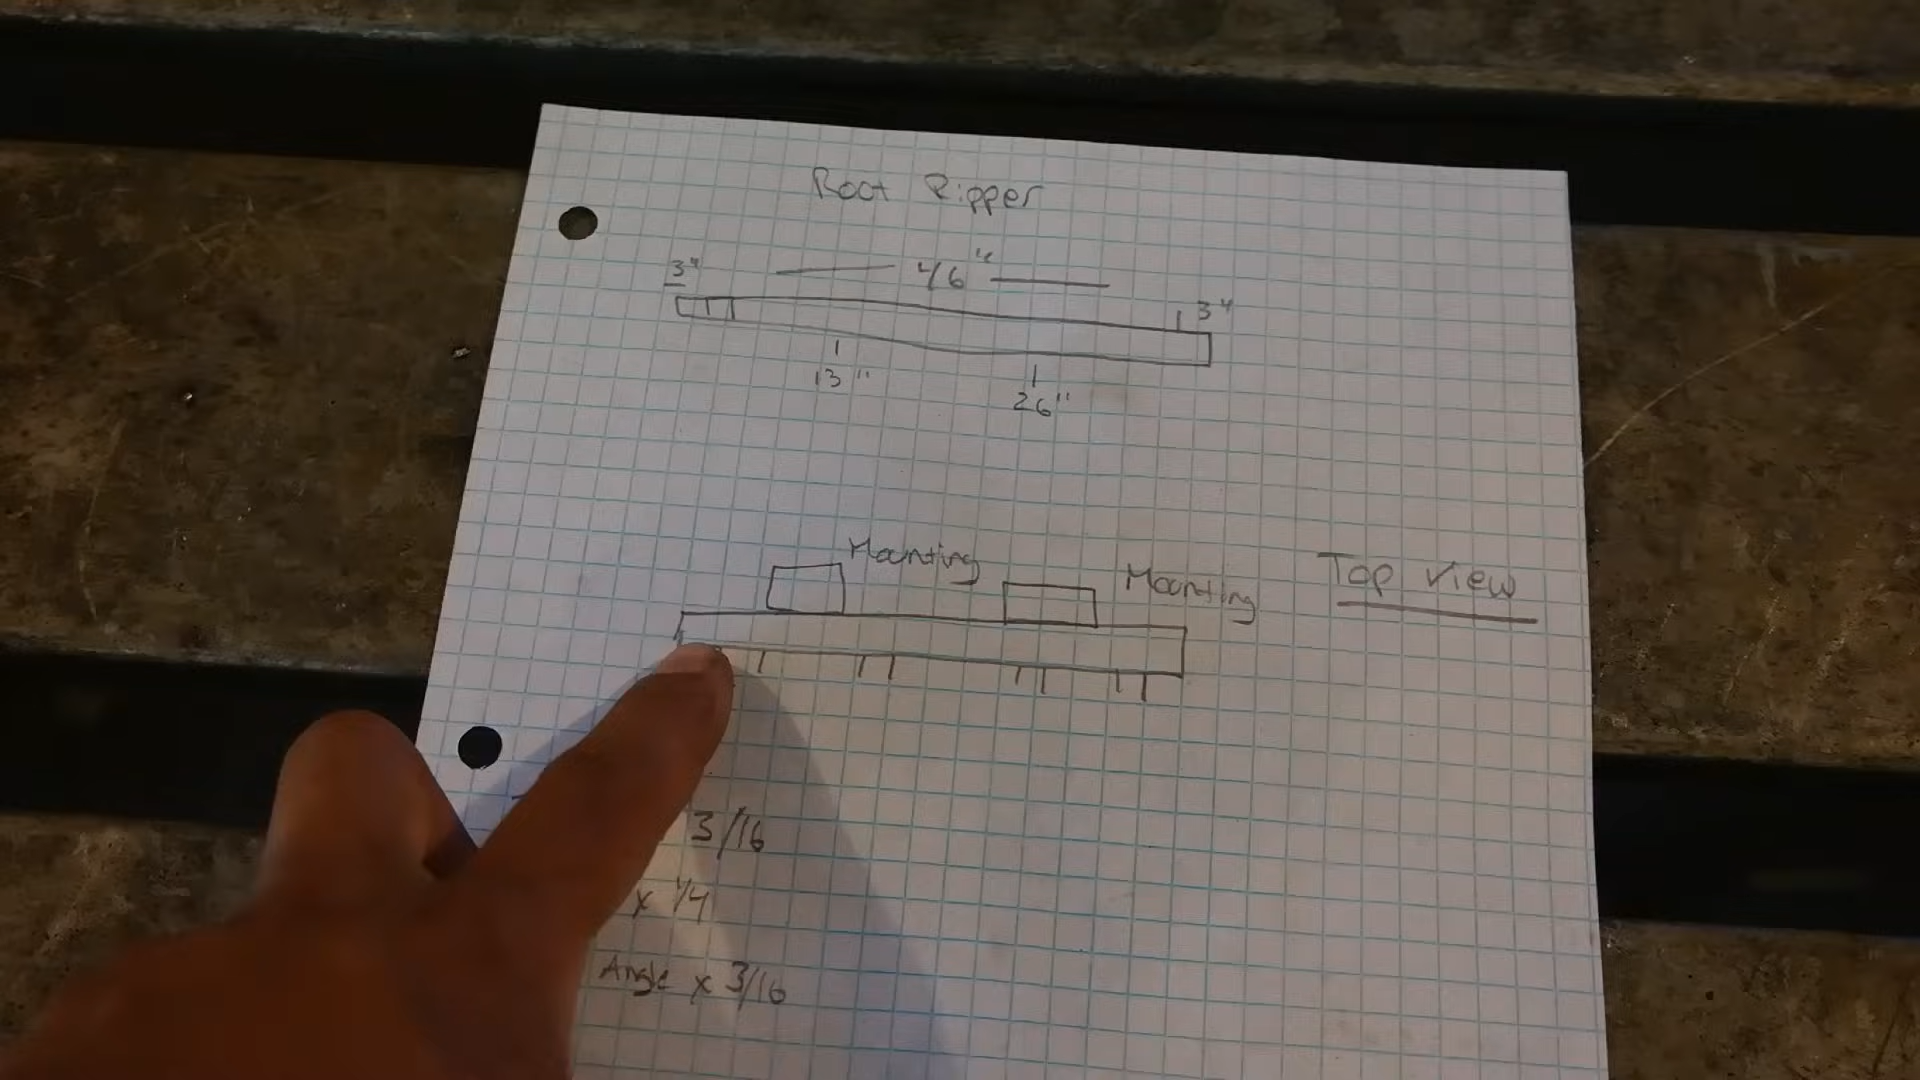 Root Ripper
3" 46" 3"
13" 26"
Mounting Mounting Top View
3/16
x 1/4
Angle x 3/16